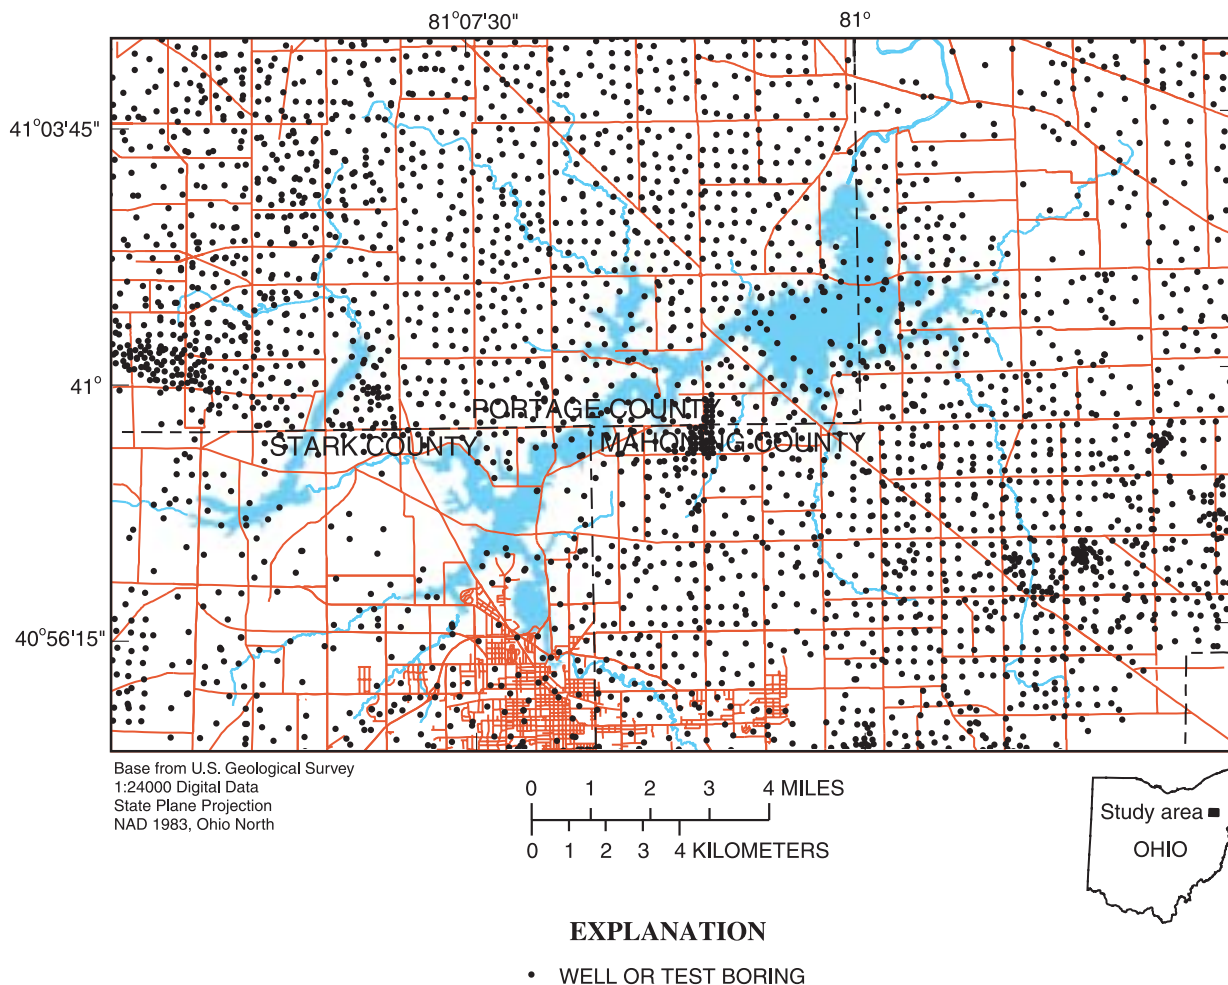 81°07'30"
81°
41°03'45"
41°
PORTAGE COUNTY
STARK COUNTY
MAHONING COUNTY
40°56'15"
Base from U.S. Geological Survey
1:24000 Digital Data
State Plane Projection
NAD 1983, Ohio North
0 1 2 3 4 MILES
0 1 2 3 4 KILOMETERS
Study area
OHIO
EXPLANATION
WELL OR TEST BORING